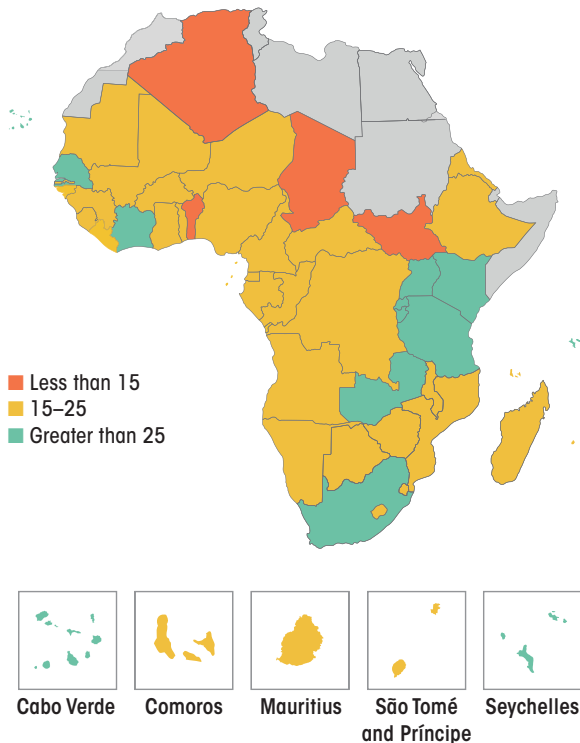 Less than 15
15–25
Greater than 25
Cabo Verde
Comoros
Mauritius
São Tomé
and Príncipe
Seychelles